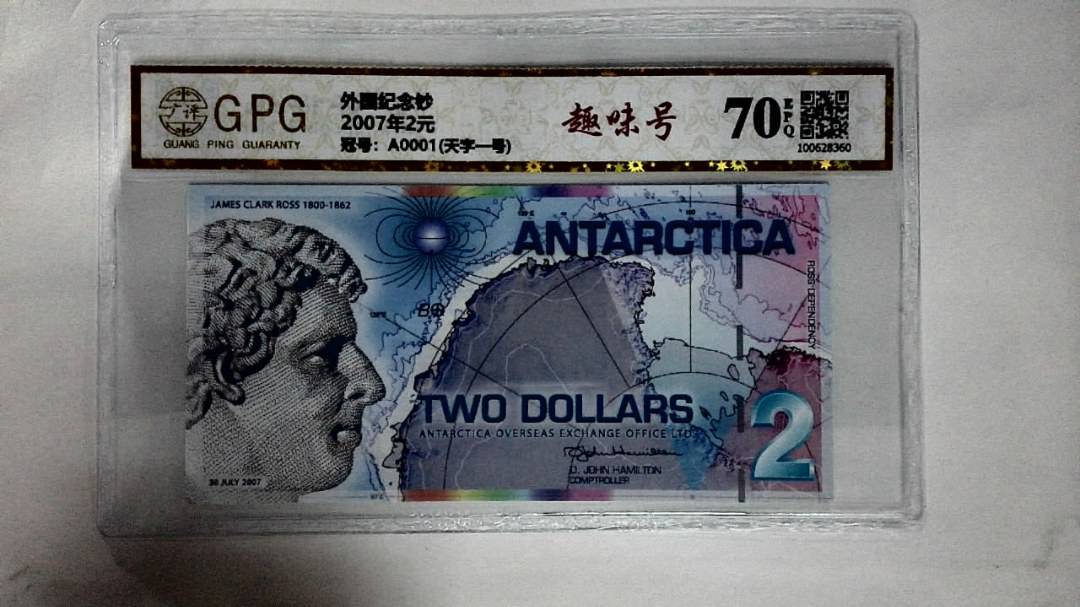 GPG
GUANG PING GUARANTY
广评
外国纪念钞
2007年2元
冠号：A0001(天字一号)
趣味号
70
EPQ
100628360
JAMES CLARK ROSS 1800-1862
ANTARCTICA
ROSS DEPENDENCY
TWO DOLLARS
ANTARCTICA OVERSEAS EXCHANGE OFFICE LTD.
D. JOHN HAMILTON
COMPTROLLER
30 JULY 2007
2